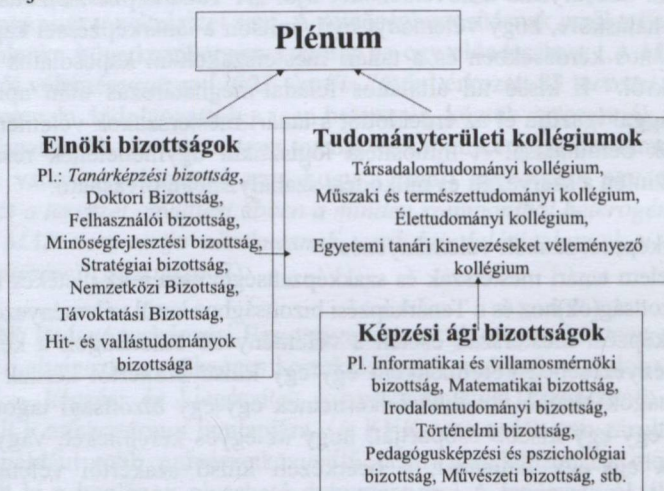 Plénum
Elnöki bizottságok
Pl.: Tanárképzési bizottság,
Doktori Bizottság,
Felhasználói bizottság,
Minőségfejlesztési bizottság,
Stratégiai bizottság,
Nemzetközi Bizottság,
Távoktatási Bizottság,
Hit- és vallástudományok
bizottsága
Tudományterületi kollégiumok
Társadalomtudományi kollégium
Műszaki és természettudományi kollégium,
Élettudományi kollégium,
Egyetemi tanári kinevezéseket véleményező
kollégium
Képzési ági bizottságok
Pl. Informatikai és villamosmérnöki
bizottság, Matematikai bizottság,
Irodalomtudományi bizottság,
Történelmi bizottság,
Pedagógusképzési és pszichológiai
bizottság, Művészeti bizottság, stb.